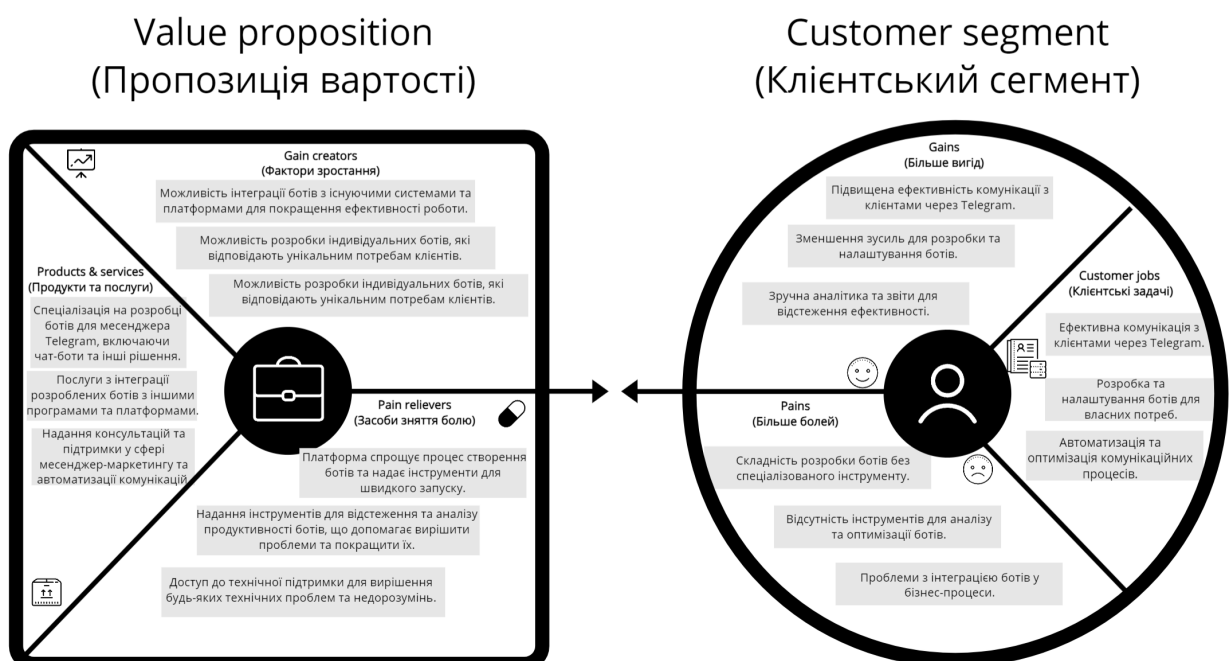 Value proposition
(Пропозиція вартості)
Gain creators
(Фактори зростання)
Можливість інтеграції ботів з існуючими системами та
платформами для покращення ефективності роботи.
Можливість розробки індивідуальних ботів, які
відповідають унікальним потребам клієнтів.
Можливість розробки індивідуальних ботів, які
відповідають унікальним потребам клієнтів.
Products & services
(Продукти та послуги)
Спеціалізація на розробці
ботів для месенджера
Telegram, включаючи
чат-боти та інші рішення.
Послуги з інтеграції
розроблених ботів з іншими
програмами та платформами.
Надання консультацій та
підтримки у сфері
месенджер-маркетингу та
автоматизації комунікацій
Pain relievers
(Засоби зняття болю)
Платформа спрощує процес створення
ботів та надає інструменти для
швидкого запуску.
Надання інструментів для відстеження та аналізу
продуктивності ботів, що допомагає вирішити
проблеми та покращити їх.
Доступ до технічної підтримки для вирішення
будь-яких технічних проблем та недорозумінь.
Customer segment
(Клієнтський сегмент)
Gains
(Більше вигід)
Підвищена ефективність комунікації з
клієнтами через Telegram.
Зменшення зусиль для розробки та
налаштування ботів.
Зручна аналітика та звіти для
відстеження ефективності.
Customer jobs
(Клієнтські задачі)
Ефективна комунікація з
клієнтами через Telegram.
Розробка та
налаштування ботів для
власних потреб.
Автоматизація та
оптимізація комунікаційних
процесів.
Pains
(Більше болей)
Складність розробки ботів без
спеціалізованого інструменту.
Відсутність інструментів для аналізу
та оптимізації ботів.
Проблеми з інтеграцією ботів у
бізнес-процеси.